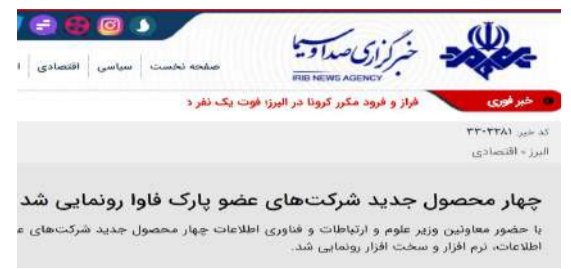 خبرگزاری صدا و سیما
IRIB NEWS AGENCY
صفحه نخست سیاسی اقتصادی
خبر فوری
فراز و فرود مکرر کرونا در البرز؛ فوت یک نفر د
کد خبر: ۳۳۰۳۳۸۱
البرز » اقتصادی
چهار محصول جدید شرکت‌های عضو پارک فاوا رونمایی شد
با حضور معاونین وزیر علوم و ارتباطات و فناوری اطلاعات چهار محصول جدید شرکت‌های ع
اطلاعات، نرم افزار و سخت افزار رونمایی شد.